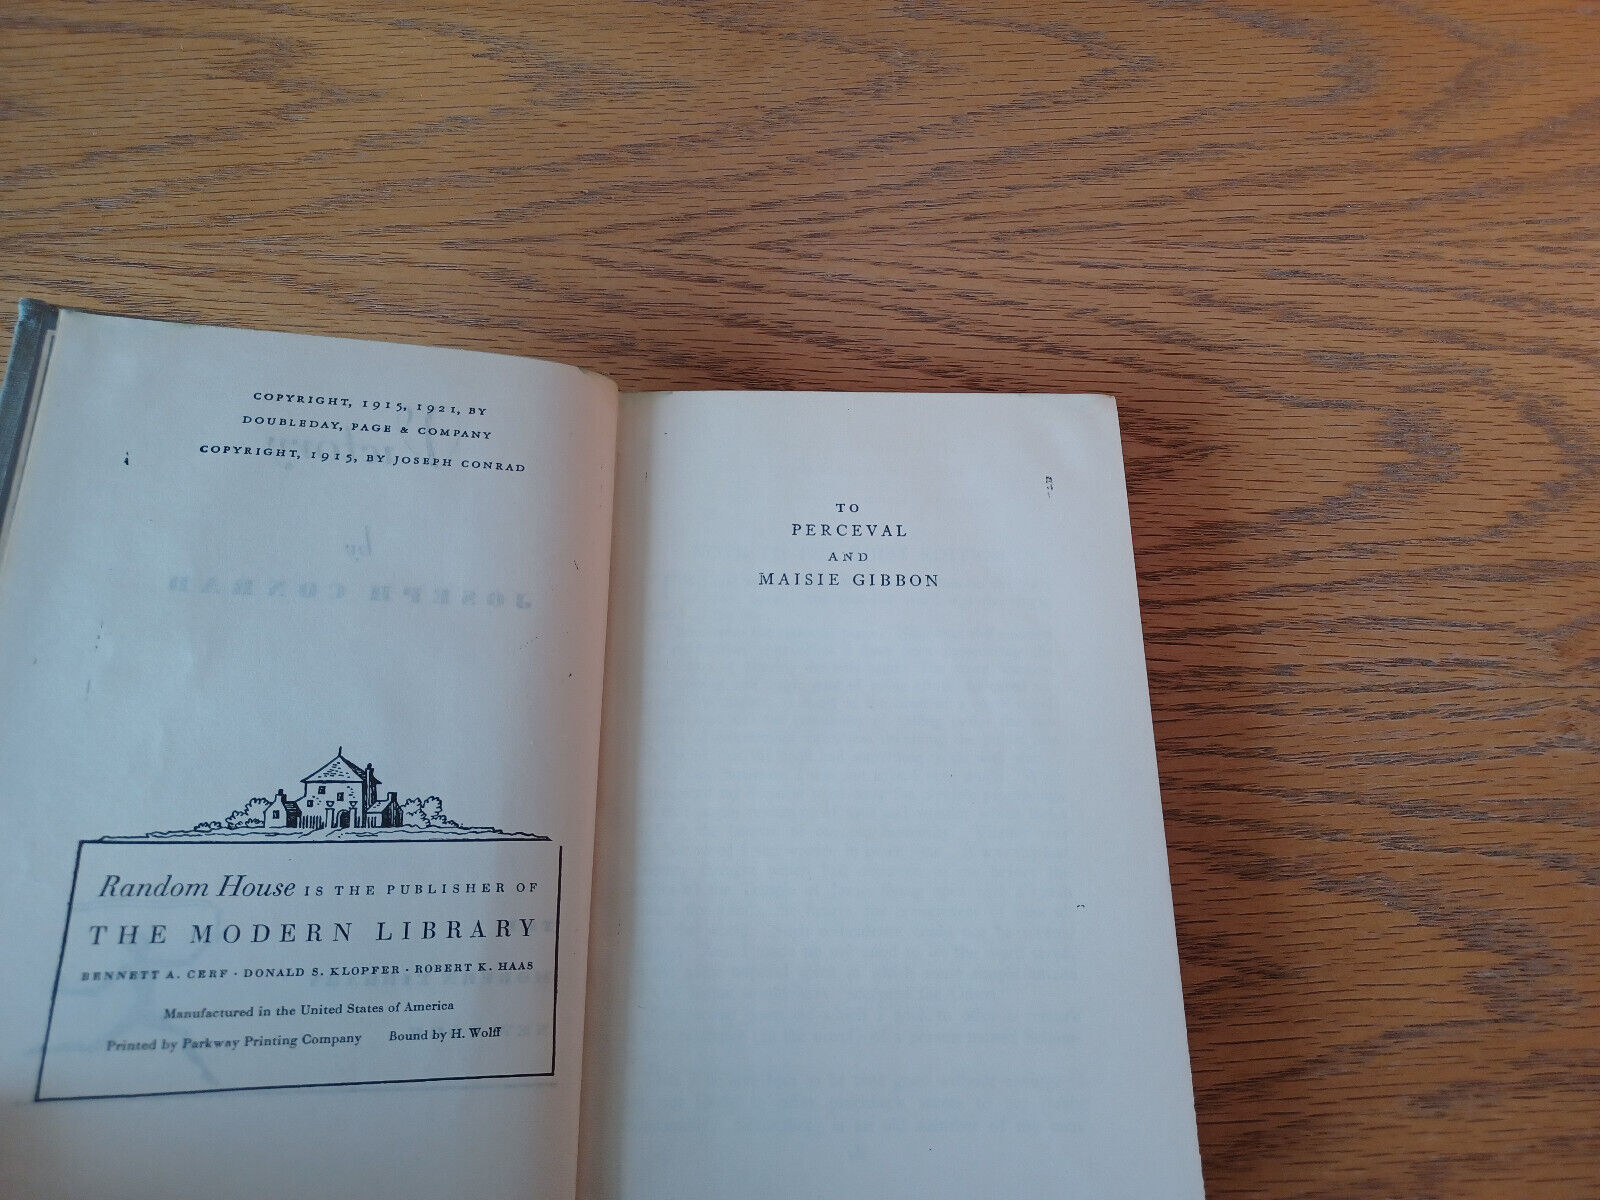 COPYRIGHT, 1915, 1921, BY
DOUBLEDAY, PAGE & COMPANY
COPYRIGHT, 1915, BY JOSEPH CONRAD
Random House IS THE PUBLISHER OF
THE MODERN LIBRARY
BENNETT A. CERF · DONALD S. KLOPFER · ROBERT K. HAAS
Manufactured in the United States of America
Printed by Parkway Printing Company Bound by H. Wolff
TO
PERCEVAL
AND
MAISIE GIBBON